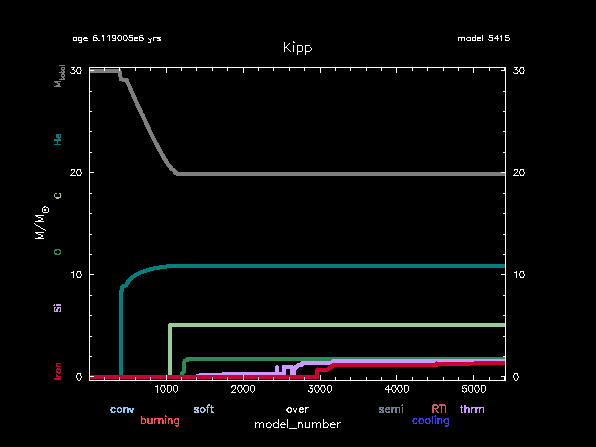 age 6.119005e6 yrs
model 5415
Kipp
M_total
He
C
O
Si
Iron
M/M☉
30
20
10
0
30
20
10
0
1000
2000
3000
4000
5000
conv
soft
over
semi
RTI
thrm
burning
cooling
model_number